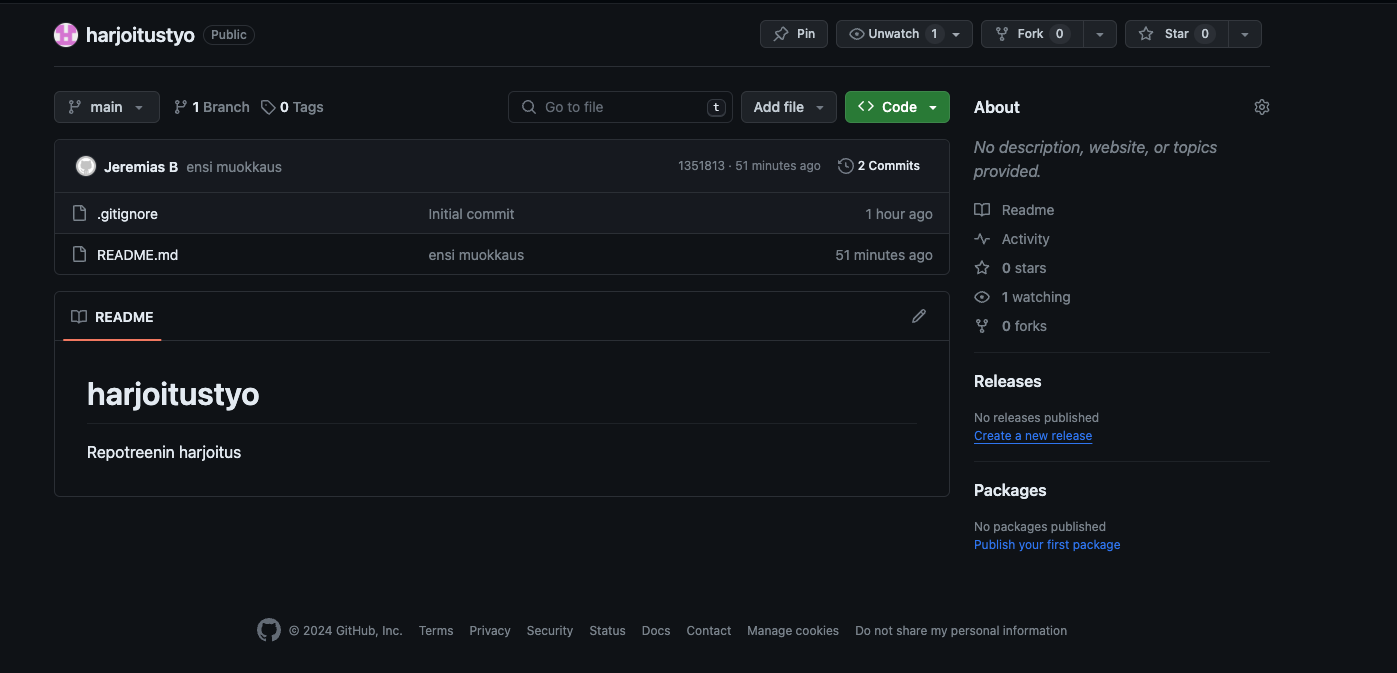 harjoitustyo Public
Pin Unwatch 1 Fork 0 Star 0
main 1 Branch 0 Tags Go to file t Add file Code
Jeremias B ensi muokkaus 1351813 · 51 minutes ago 2 Commits
.gitignore Initial commit 1 hour ago
README.md ensi muokkaus 51 minutes ago
README
harjoitustyo
Repotreenin harjoitus
About
No description, website, or topics
provided.
Readme
Activity
0 stars
1 watching
0 forks
Releases
No releases published
Create a new release
Packages
No packages published
Publish your first package
© 2024 GitHub, Inc. Terms Privacy Security Status Docs Contact Manage cookies Do not share my personal information